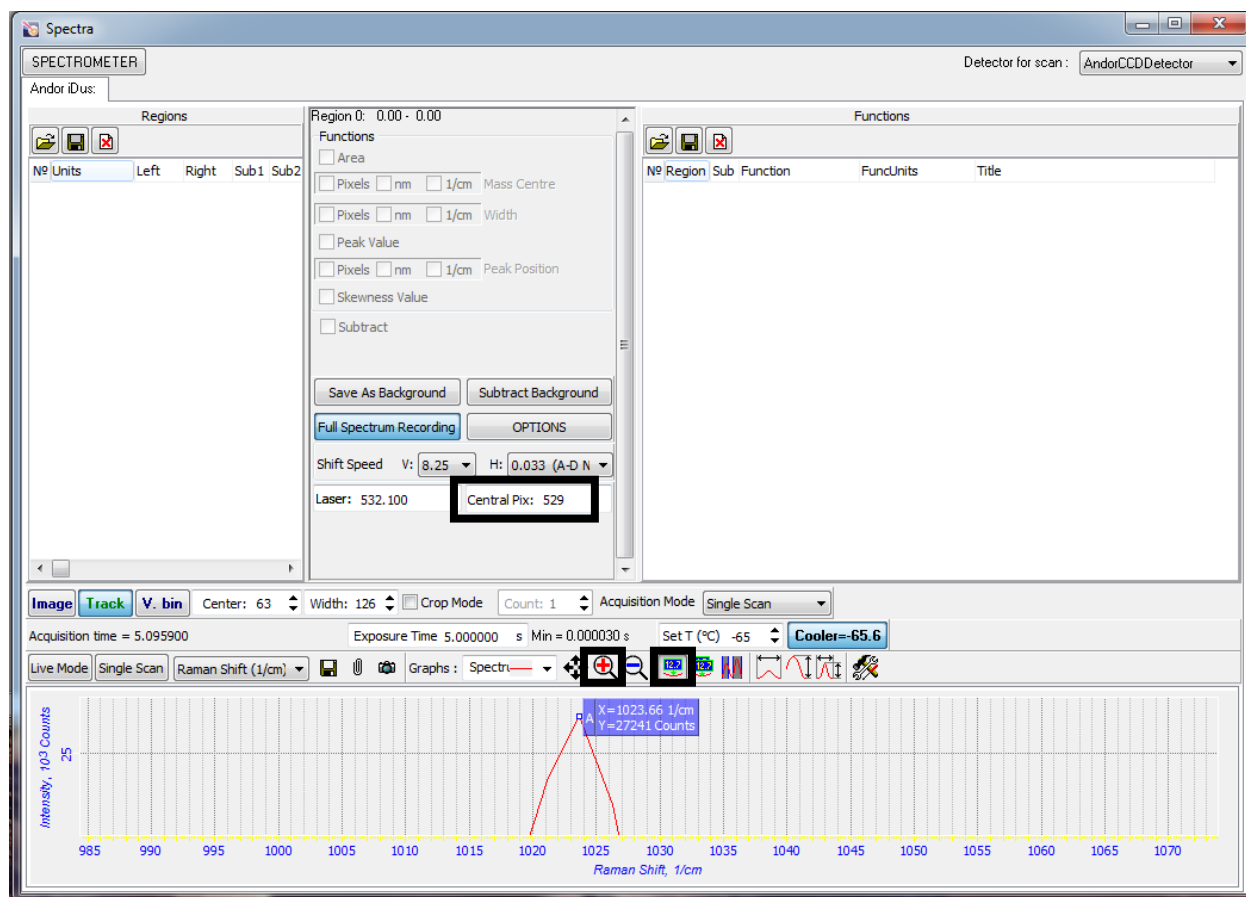 Spectra
SPECTROMETER
Detector for scan : AndorCCDDetector
Andor iDus:
Regions
Nº Units Left Right Sub1 Sub2
Region 0: 0.00 - 0.00
Functions
Area
Pixels nm 1/cm Mass Centre
Pixels nm 1/cm Width
Peak Value
Pixels nm 1/cm Peak Position
Skewness Value
Subtract
Save As Background Subtract Background
Full Spectrum Recording OPTIONS
Shift Speed V: 8.25 H: 0.033 (A-D N
Laser: 532.100 Central Pix: 529
Functions
Nº Region Sub Function FuncUnits Title
Image Track V. bin Center: 63 Width: 126 Crop Mode Count: 1 Acquisition Mode Single Scan
Acquisition time = 5.095900 Exposure Time 5.000000 s Min = 0.000030 s Set T (ºC) -65 Cooler=-65.6
Live Mode Single Scan Raman Shift (1/cm) Graphs : Spectru 12.7 12.7
A X=1023.66 1/cm
Y=27241 Counts
Intensity, 10³ Counts
25
985 990 995 1000 1005 1010 1015 1020 1025 1030 1035 1040 1045 1050 1055 1060 1065 1070
Raman Shift, 1/cm